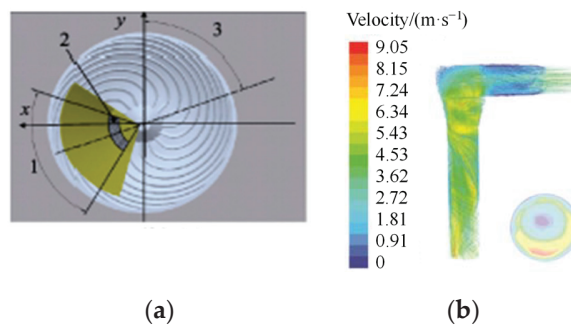 y
2
3
x
1
Velocity/(m·s⁻¹)
9.05
8.15
7.24
6.34
5.43
4.53
3.62
2.72
1.81
0.91
0
(a)
(b)